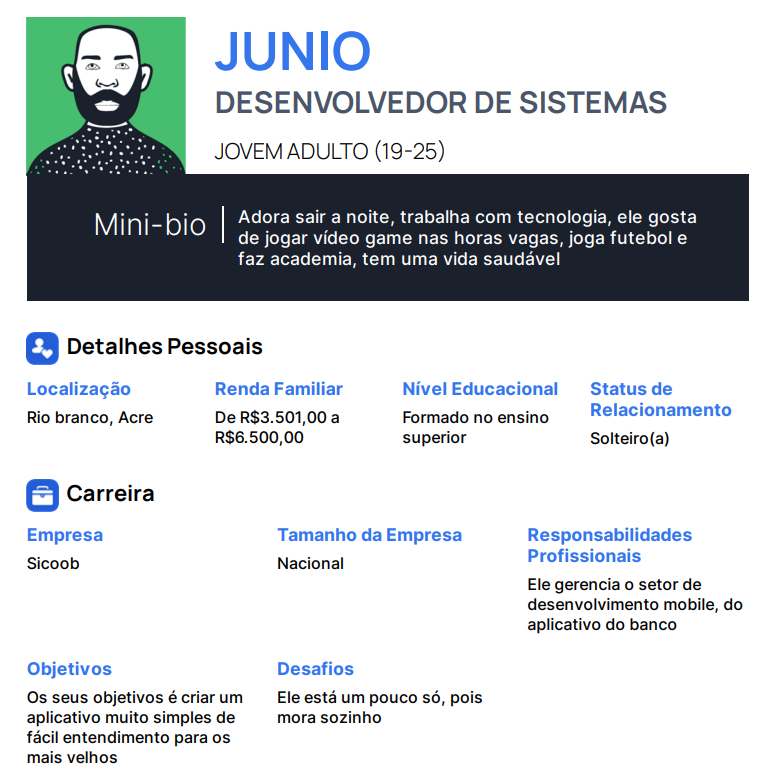 JUNIO
DESENVOLVEDOR DE SISTEMAS
JOVEM ADULTO (19-25)
Mini-bio
Adora sair a noite, trabalha com tecnologia, ele gosta
de jogar vídeo game nas horas vagas, joga futebol e
faz academia, tem uma vida saudável
Detalhes Pessoais
Localização
Rio branco, Acre
Renda Familiar
De R$3.501,00 a
R$6.500,00
Nível Educacional
Formado no ensino
superior
Status de
Relacionamento
Solteiro(a)
Carreira
Empresa
Sicoob
Tamanho da Empresa
Nacional
Responsabilidades
Profissionais
Ele gerencia o setor de
desenvolvimento mobile, do
aplicativo do banco
Objetivos
Os seus objetivos é criar um
aplicativo muito simples de
fácil entendimento para os
mais velhos
Desafios
Ele está um pouco só, pois
mora sozinho